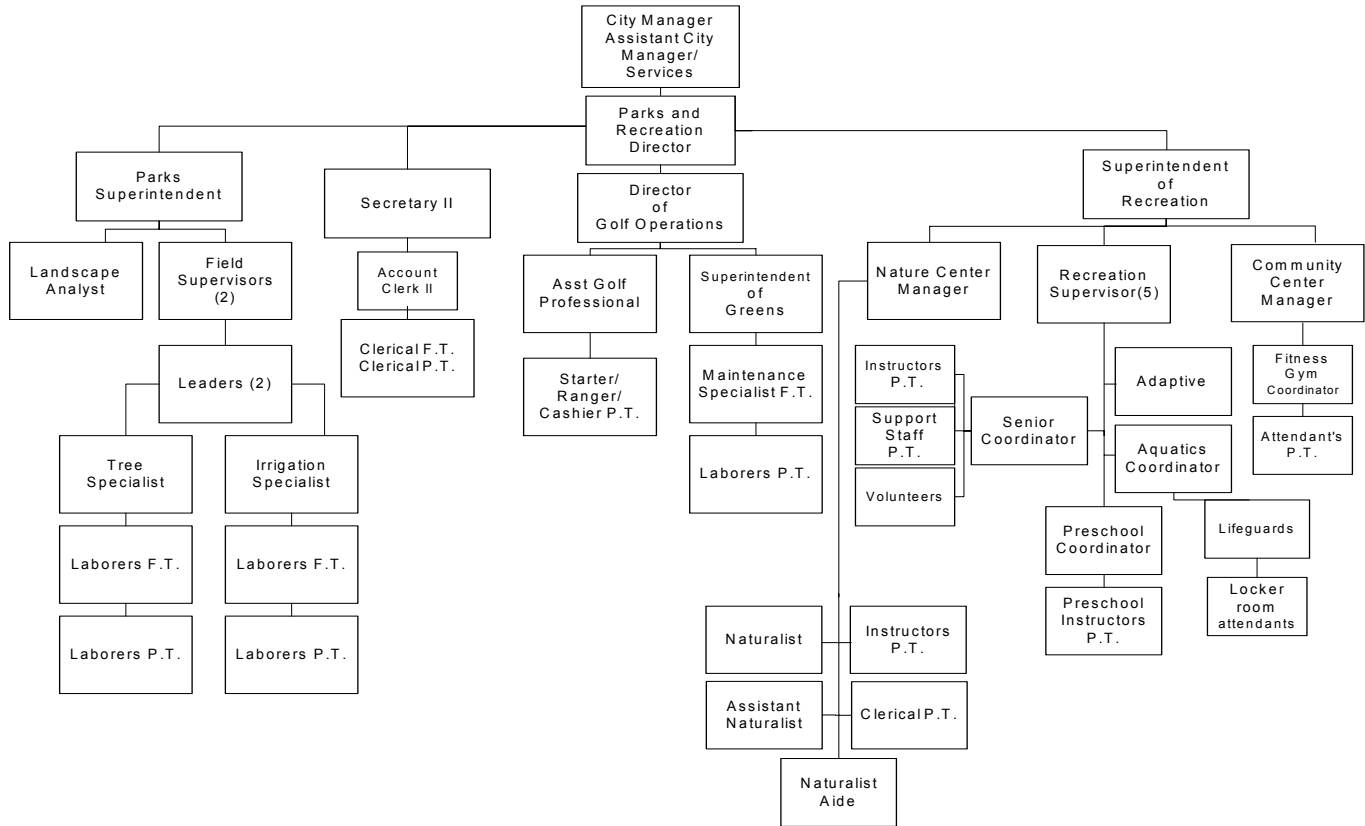 City Manager
Assistant City
Manager/
Services
Parks and
Recreation
Director
Parks
Superintendent
Secretary II
Director
of
Golf Operations
Superintendent
of
Recreation
Landscape
Analyst
Field
Supervisors
(2)
Account
Clerk II
Asst Golf
Professional
Superintendent
of
Greens
Nature Center
Manager
Recreation
Supervisor(5)
Community
Center
Manager
Leaders (2)
Clerical F.T.
Clerical P.T.
Starter/
Ranger/
Cashier P.T.
Maintenance
Specialist F.T.
Instructors
P.T.
Support
Staff
P.T.
Volunteers
Senior
Coordinator
Adaptive
Fitness
Gym
Coordinator
Tree
Specialist
Irrigation
Specialist
Laborers P.T.
Aquatics
Coordinator
Attendant's
P.T.
Laborers F.T.
Laborers F.T.
Preschool
Coordinator
Lifeguards
Laborers P.T.
Laborers P.T.
Naturalist
Instructors
P.T.
Preschool
Instructors
P.T.
Locker
room
attendants
Assistant
Naturalist
Clerical P.T.
Naturalist
Aide